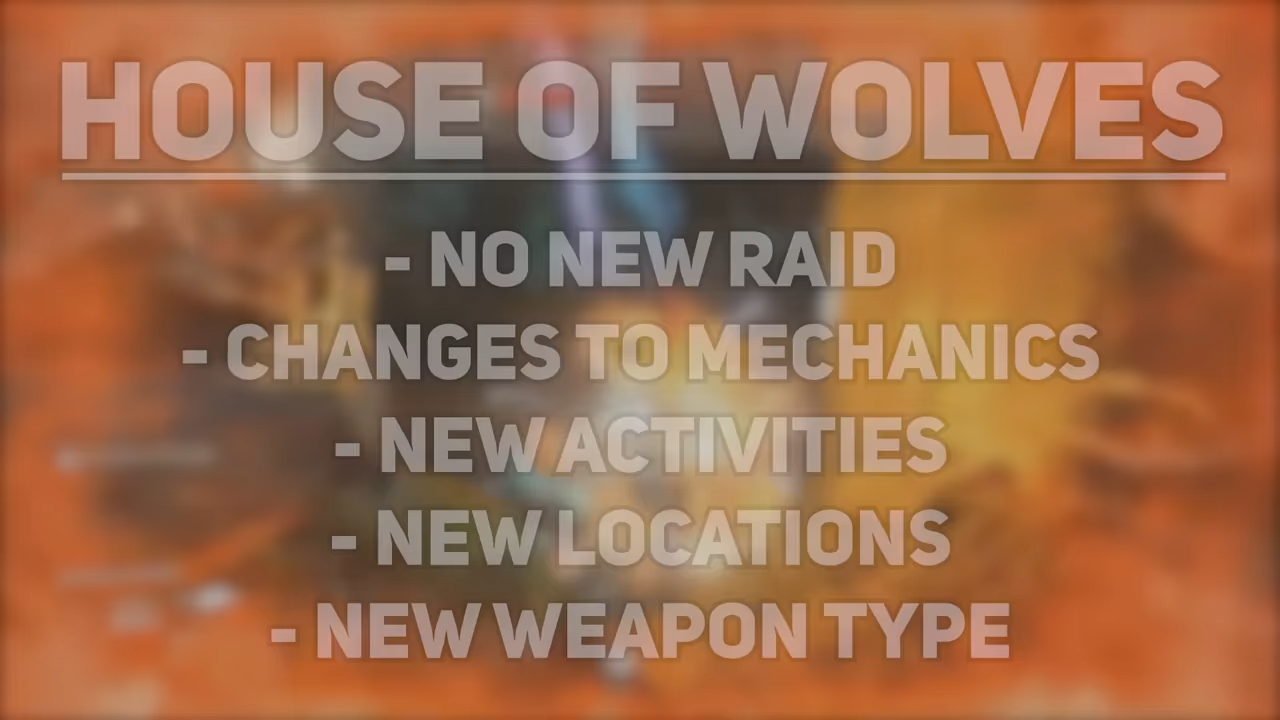 HOUSE OF WOLVES
- NO NEW RAID
- CHANGES TO MECHANICS
- NEW ACTIVITIES
- NEW LOCATIONS
- NEW WEAPON TYPE